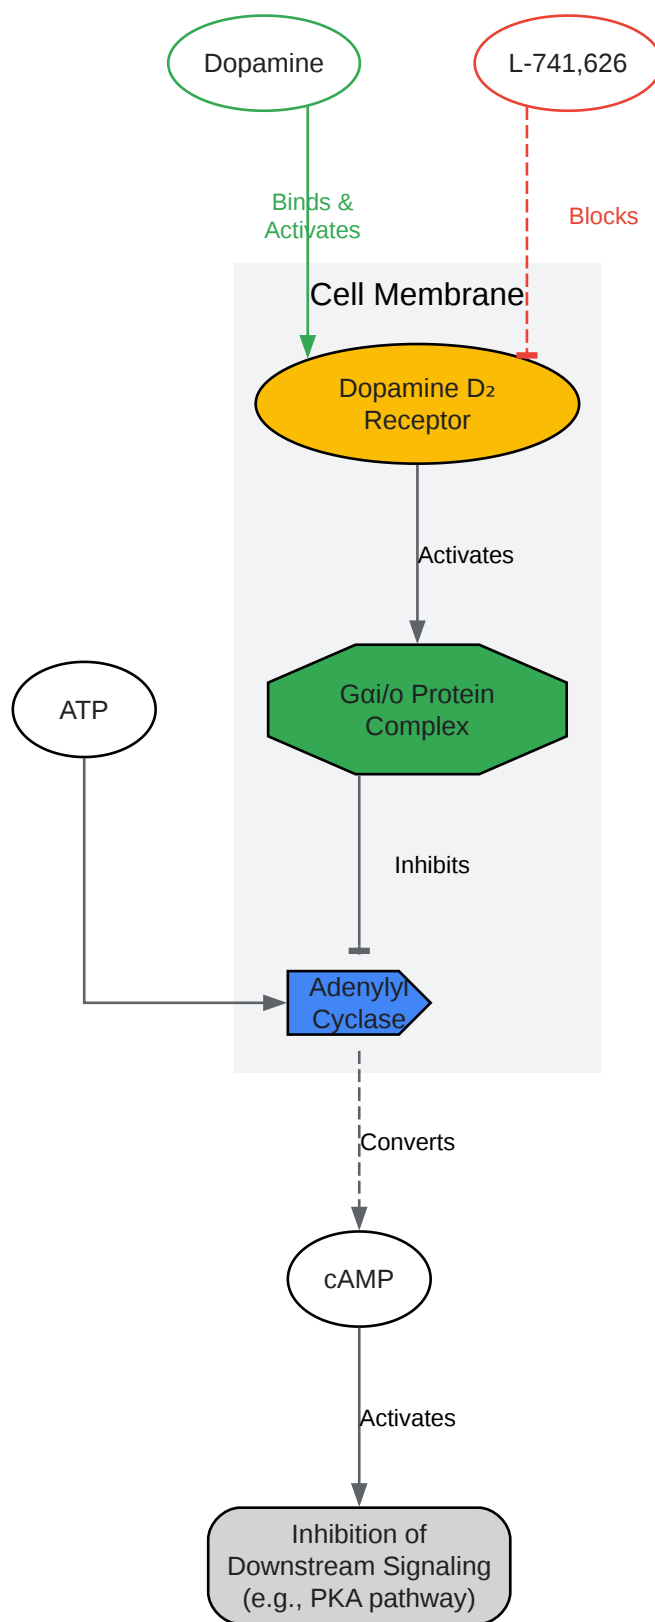 Dopamine
L-741,626
Binds &
Activates
Blocks
Cell Membrane
Dopamine D₂
Receptor
Activates
Gαi/o Protein
Complex
ATP
Inhibits
Adenylyl
Cyclase
Converts
cAMP
Activates
Inhibition of
Downstream Signaling
(e.g., PKA pathway)